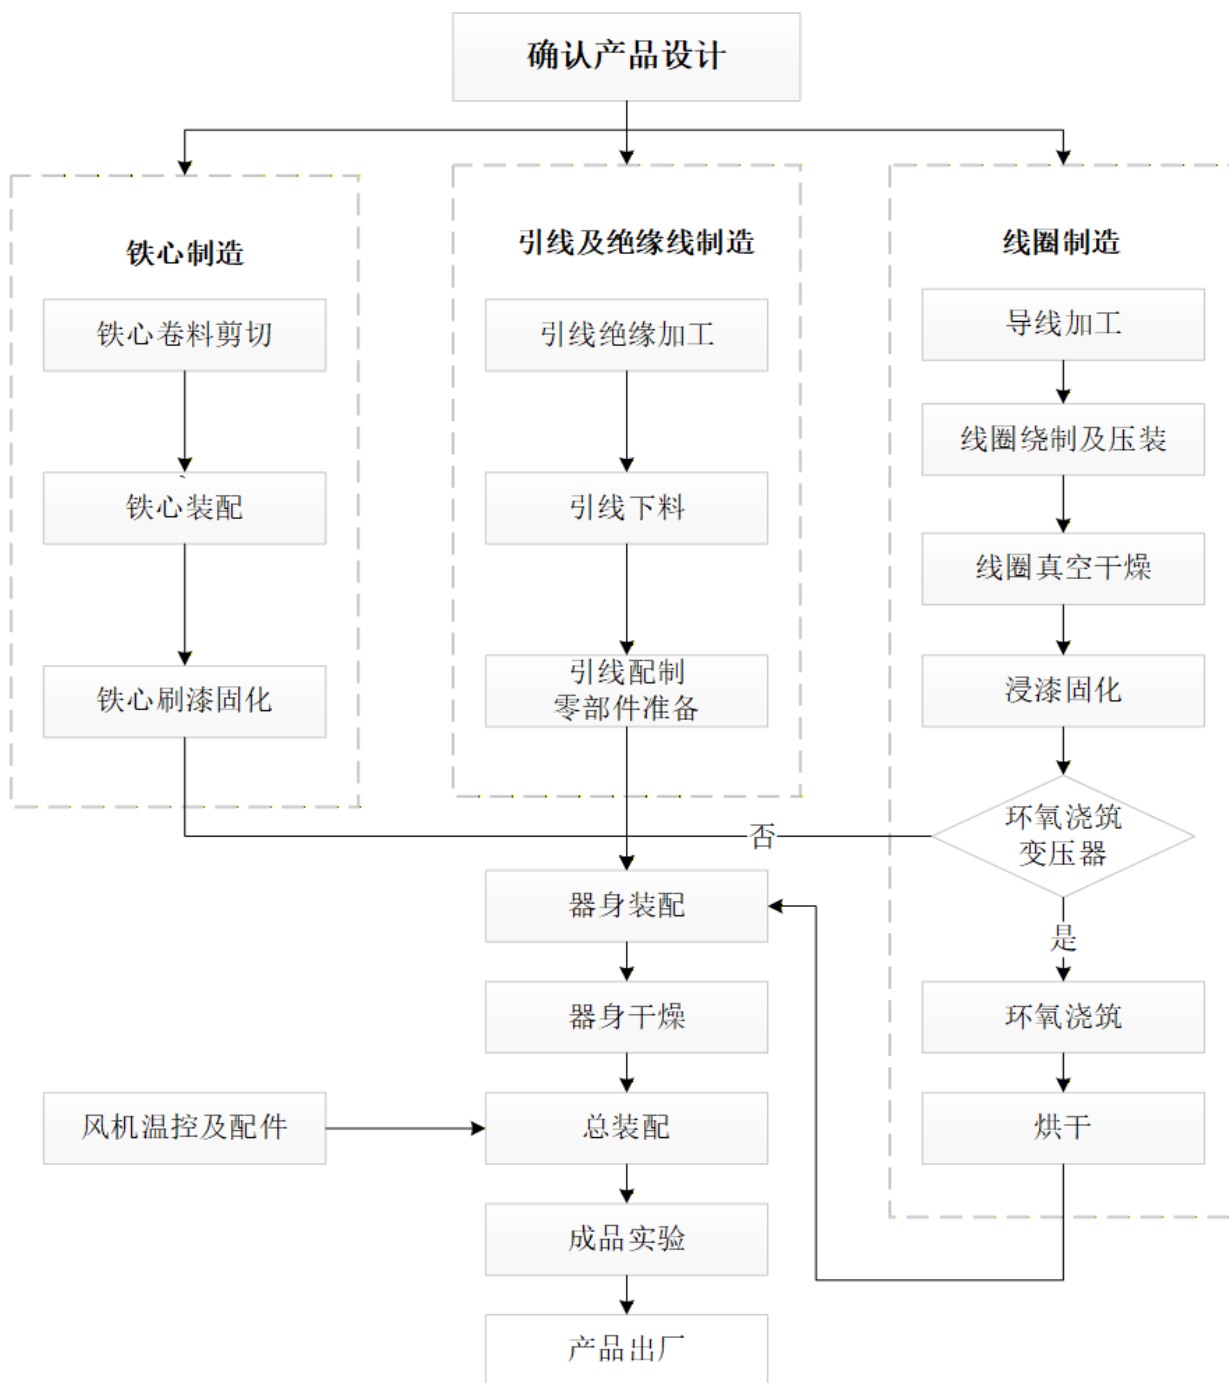 确认产品设计
铁心制造
铁心卷料剪切
铁心装配
铁心刷漆固化
引线及绝缘线制造
引线绝缘加工
引线下料
引线配制
零部件准备
线圈制造
导线加工
线圈绕制及压装
线圈真空干燥
浸漆固化
环氧浇筑
变压器
否
是
环氧浇筑
烘干
器身装配
器身干燥
风机温控及配件
总装配
成品实验
产品出厂